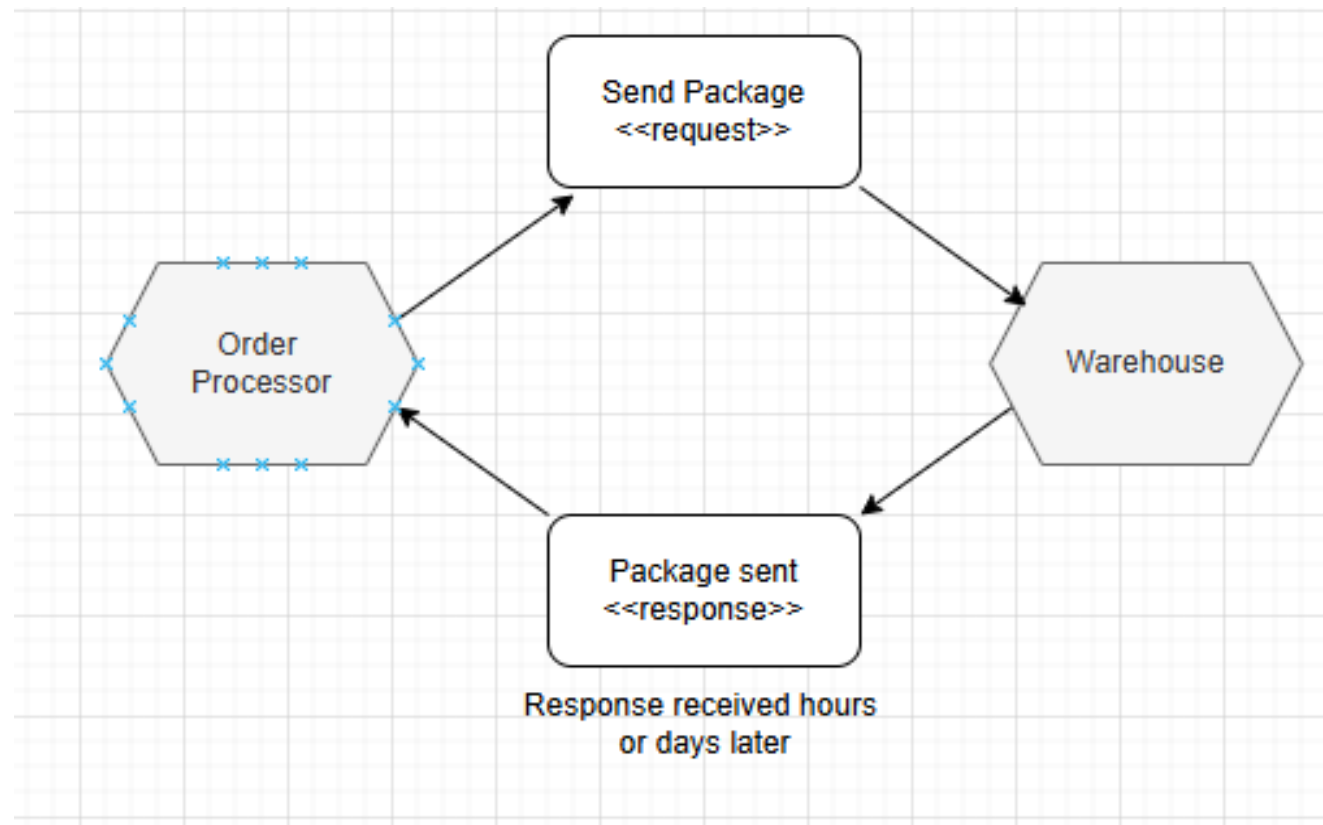 Send Package
<<request>>
Order
Processor
Warehouse
Package sent
<<response>>
Response received hours
or days later